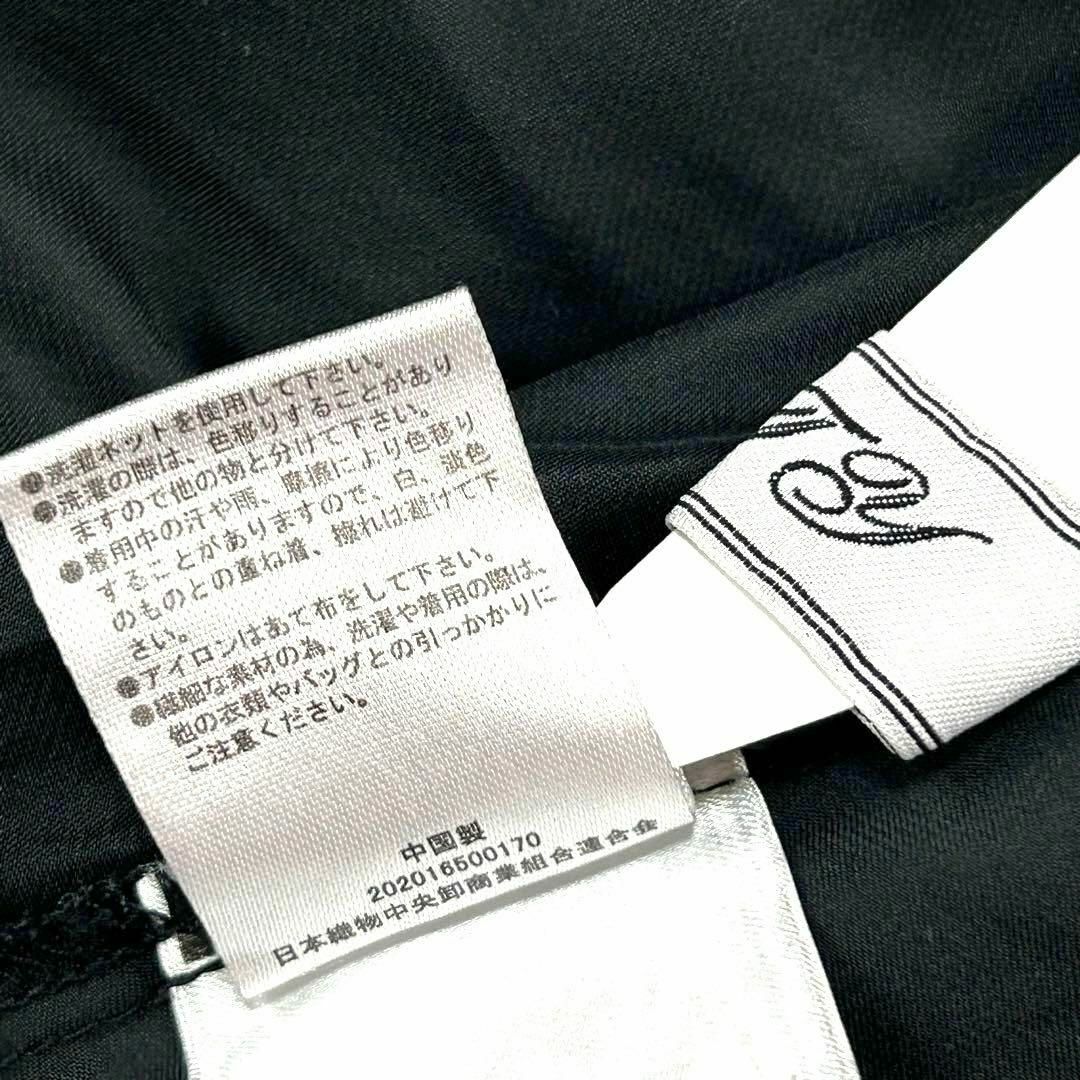 ●洗濯ネットを使用して下さい。
●洗濯の際は、色移りすることがあり
ますので他の物と分けて下さい。
●着用中の汗や雨、摩擦により色移り
することがありますので、白、淡色
のものとの重ね着、擦れは避けて下
さい。
●アイロンはあて布をして下さい。
●繊細な素材の為、洗濯や着用の際は、
他の衣類やバッグとの引っかかりに
ご注意ください。
中国製
202016500170
日本織物中央卸商業組合連合会